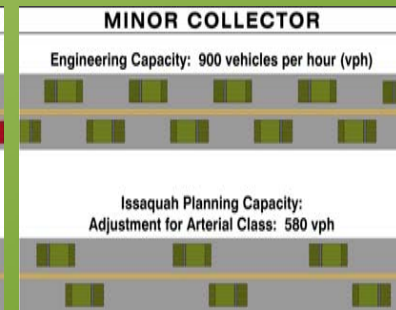 MINOR COLLECTOR
Engineering Capacity: 900 vehicles per hour (vph)
Issaquah Planning Capacity:
Adjustment for Arterial Class: 580 vph